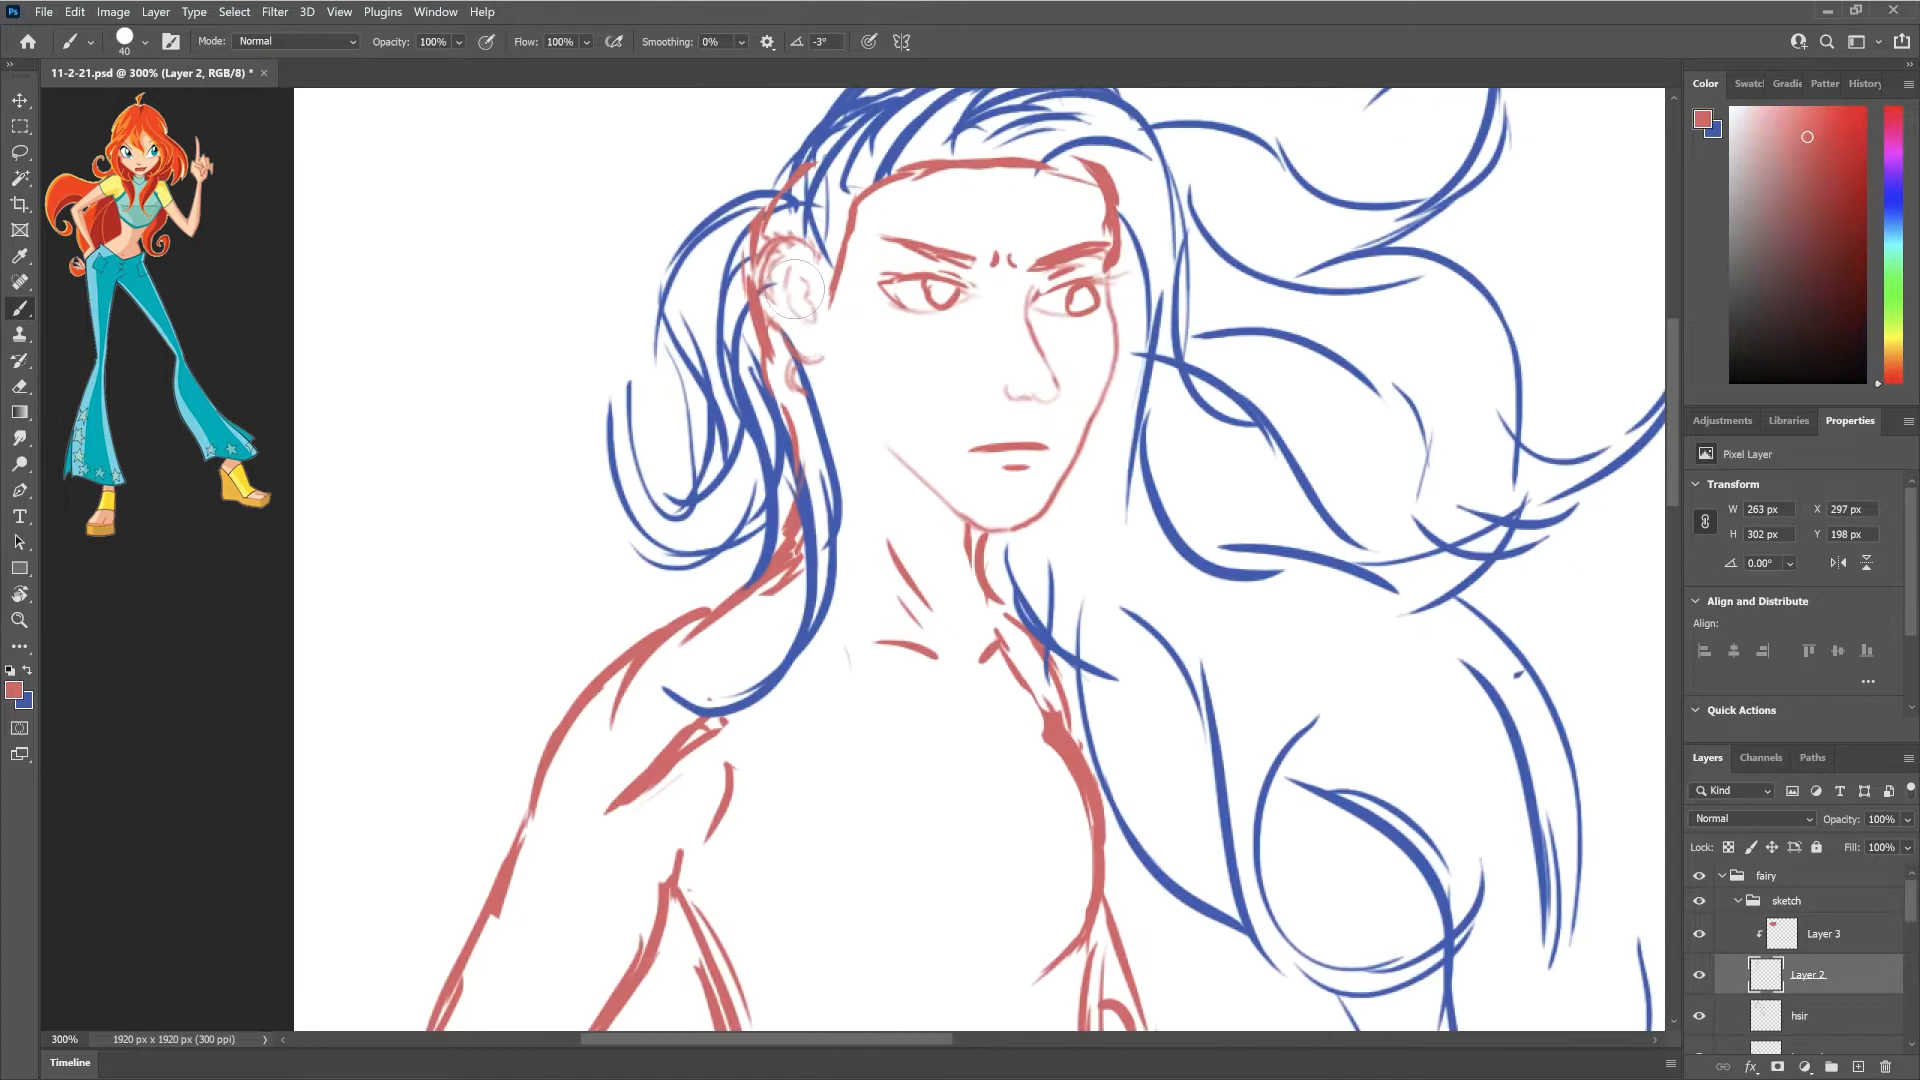 Ps File Edit Image Layer Type Select Filter 3D View Plugins Window Help
40 Mode: Normal Opacity: 100% Flow: 100% Smoothing: 0% -3°
11-2-21.psd @ 300% (Layer 2, RGB/8) *
Color Swatc Gradie Patter History
Adjustments Libraries Properties
Pixel Layer
Transform
W 263 px X 297 px
H 302 px Y 198 px
0.00°
Align and Distribute
Align:
Quick Actions
Layers Channels Paths
Kind
Normal Opacity: 100%
Lock: Fill: 100%
fairy
sketch
Layer 3
Layer 2
hsir
300% 1920 px x 1920 px (300 ppi)
Timeline